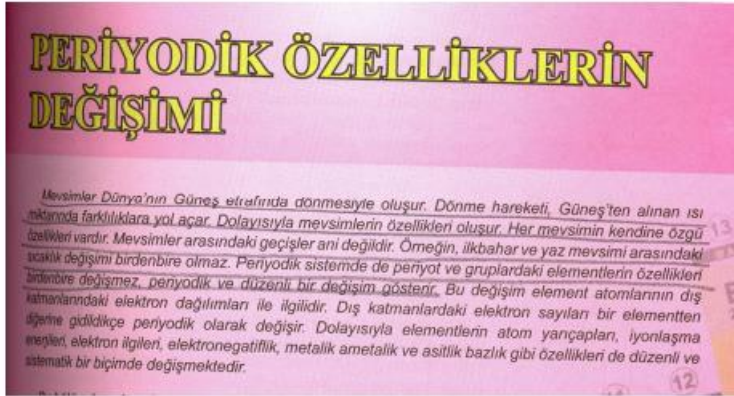 PERİYODİK ÖZELLİKLERİN
DEĞİŞİMİ
Mevsimler Dünya'nın Güneş etrafında dönmesiyle oluşur. Dönme hareketi, Güneş'ten alınan ısı
miktarında farklılıklara yol açar. Dolayısıyla mevsimlerin özellikleri oluşur. Her mevsimin kendine özgü
özellikleri vardır. Mevsimler arasındaki geçişler ani değildir. Örneğin, ilkbahar ve yaz mevsimi arasındaki
sıcaklık değişimi birdenbire olmaz. Periyodik sistemde de periyot ve gruplardaki elementlerin özellikleri
birdenbire değişmez, periyodik ve düzenli bir değişim gösterir. Bu değişim element atomlarının dış
katmanlarındaki elektron dağılımları ile ilgilidir. Dış katmanlardaki elektron sayıları bir elementten
diğerine gidildikçe periyodik olarak değişir. Dolayısıyla elementlerin atom yarıçapları, iyonlaşma
enerjileri, elektron ilgileri, elektronegatiflik, metalik ametalik ve asitlik bazlık gibi özellikleri de düzenli ve
sistematik bir biçimde değişmektedir.
13
12